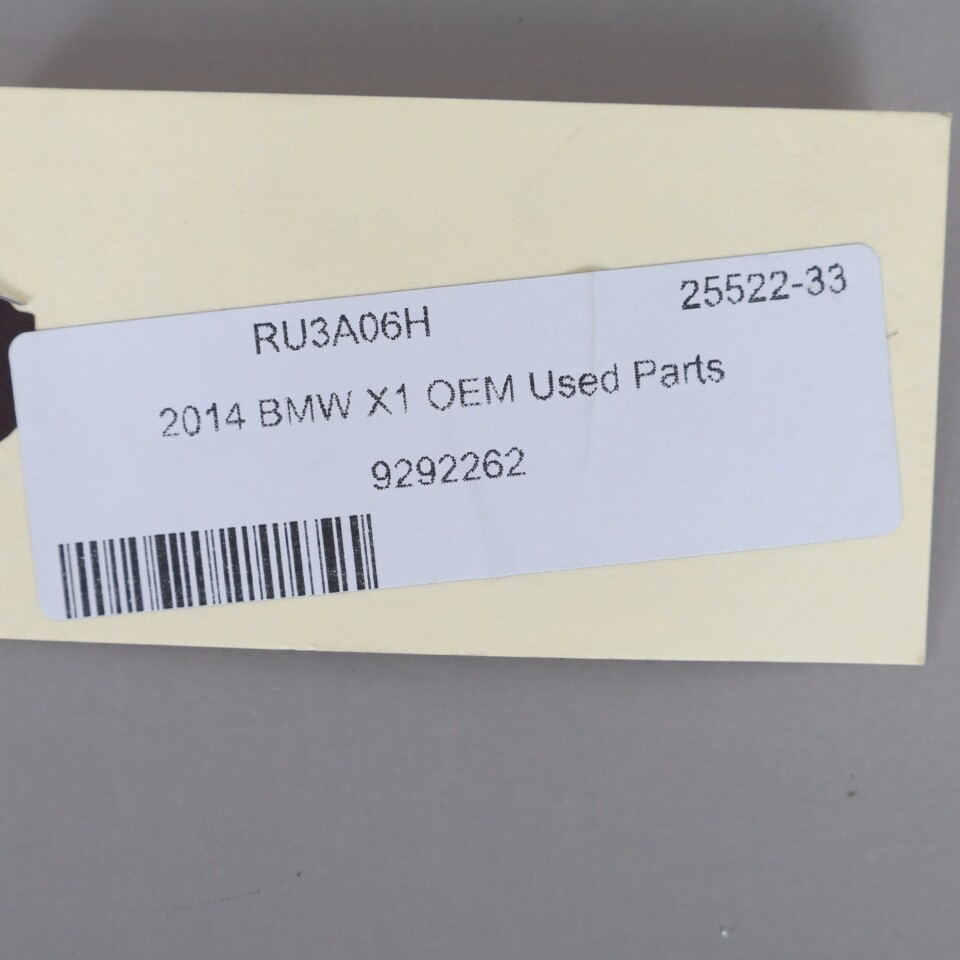 25522-33
RU3A06H
2014 BMW X1 OEM Used Parts
9292262